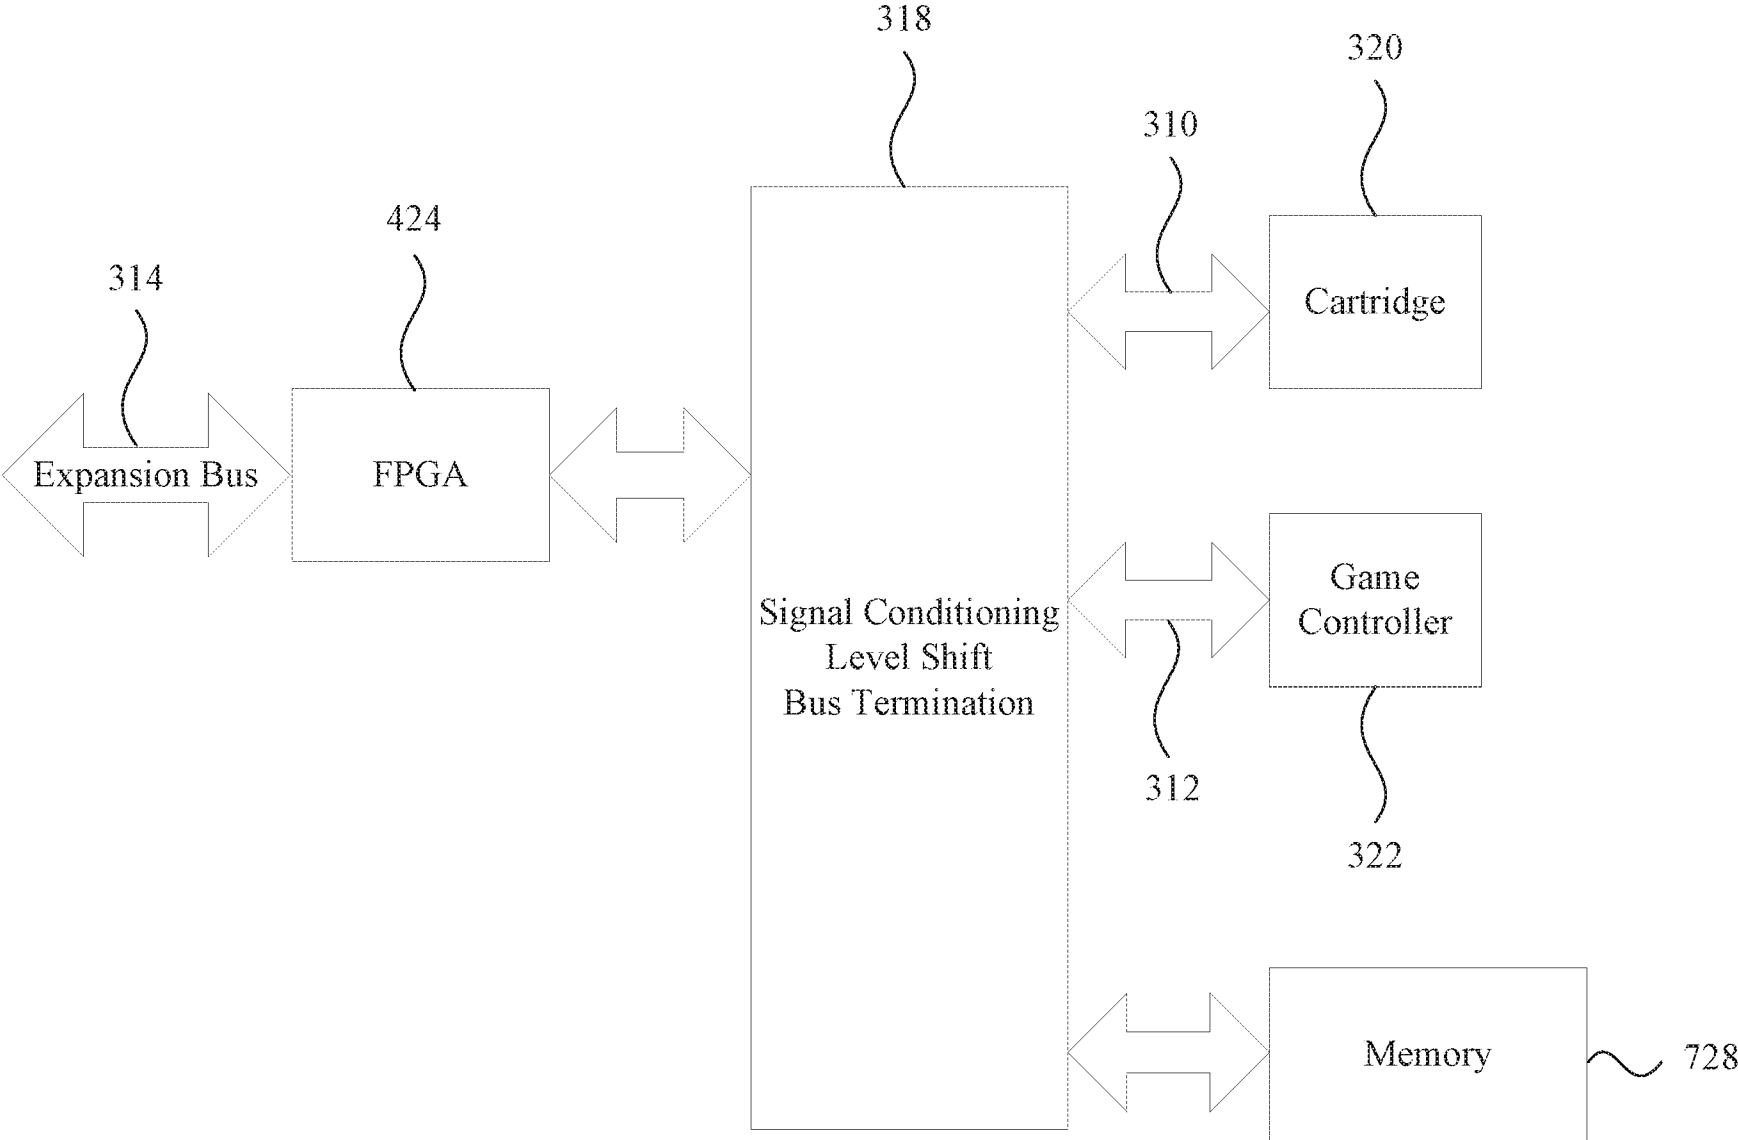 318
320
310
424
314
Cartridge
Expansion Bus
FPGA
Game
Controller
Signal Conditioning
Level Shift
Bus Termination
312
322
Memory
728